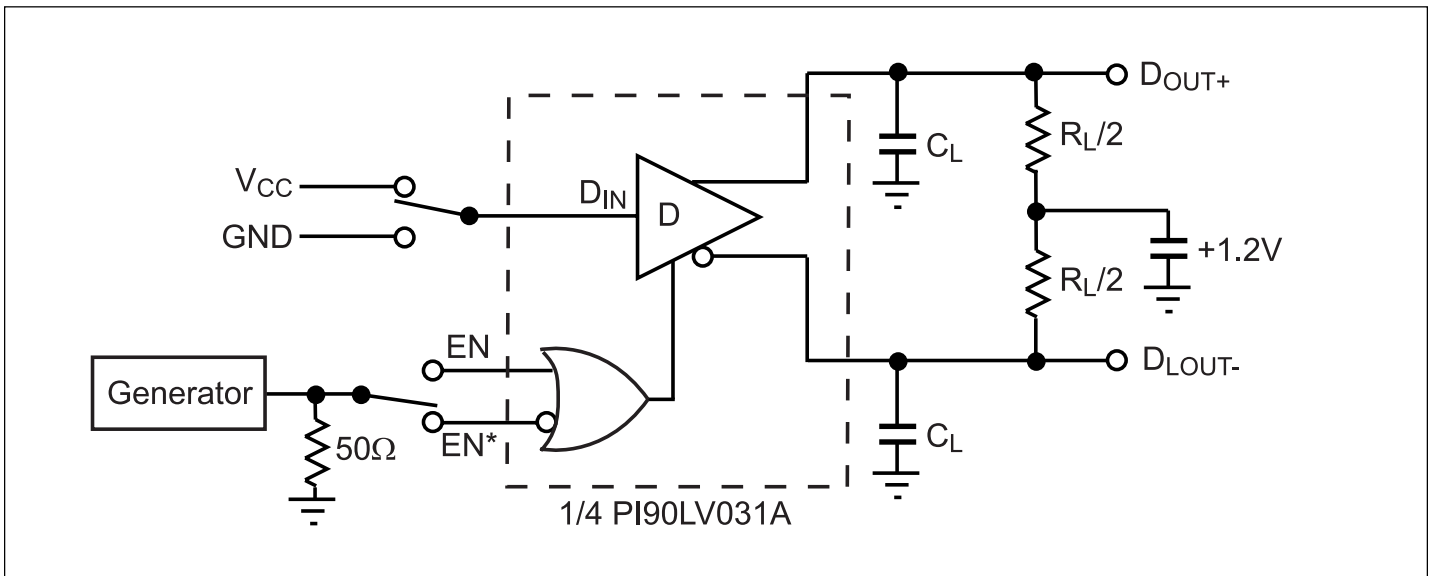 DOUT+
CL
RL/2
VCC
DIN
D
GND
+1.2V
RL/2
EN
DLOUT-
Generator
50Ω
EN*
CL
1/4 PI90LV031A